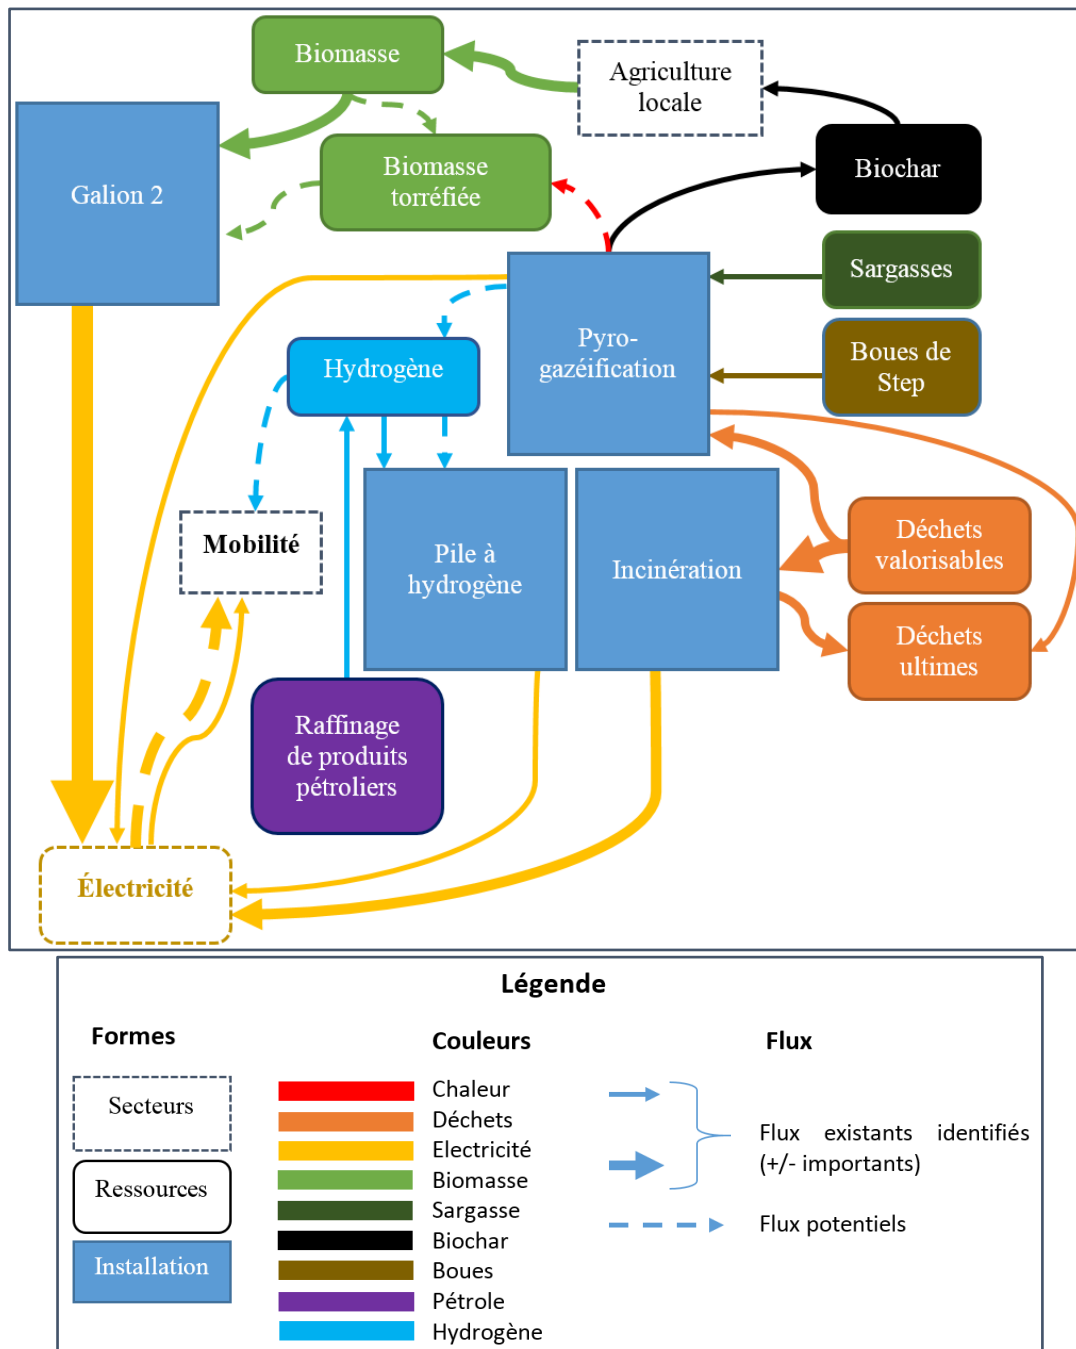 Biomasse
Agriculture
locale
Galion 2
Biomasse
torréfiée
Biochar
Sargasses
Pyro-
gazéification
Hydrogène
Boues de
Step
Mobilité
Pile à
hydrogène
Incinération
Déchets
valorisables
Déchets
ultimes
Raffinage
de produits
pétroliers
Électricité
Légende
Formes
Couleurs
Flux
Secteurs
Ressources
Installation
Chaleur
Déchets
Electricité
Biomasse
Sargasse
Biochar
Boues
Pétrole
Hydrogène
Flux existants identifiés
(+/- importants)
Flux potentiels